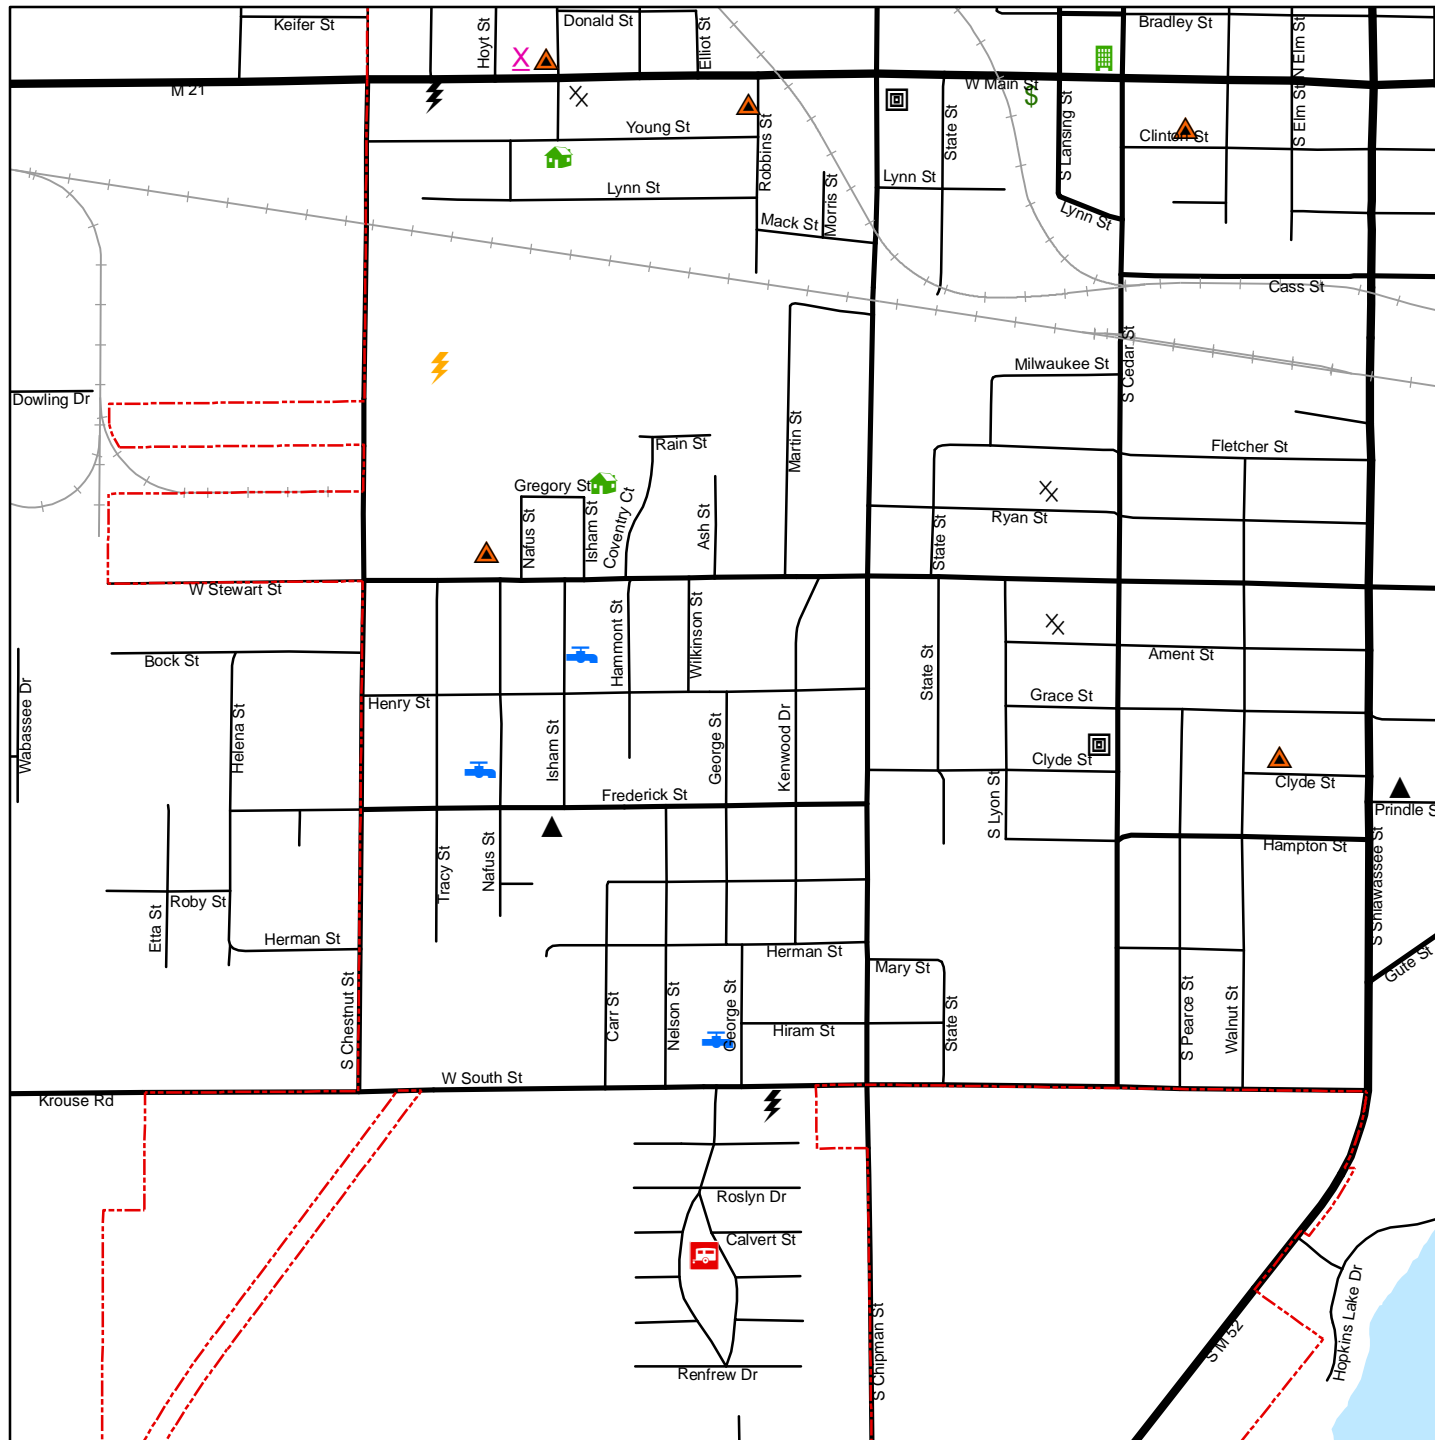 Keifer St
Hoyt St
Donald St
Elliot St
Bradley St
N Elm St
M 21
W Main St
$
Young St
Robbins St
State St
S Lansing St
Clinton St
S Elm St
Lynn St
Morris St
Lynn St
Lynn St
Mack St
Cass St
Dowling Dr
Milwaukee St
S Cedar St
Martin St
Rain St
Fletcher St
Gregory St
Nafus St
Isham St
Coventry Ct
Ash St
State St
Ryan St
W Stewart St
Hammont St
Wilkinson St
State St
Bock St
Ament St
Wabassee Dr
Helena St
Henry St
Isham St
George St
Kenwood Dr
Grace St
Clyde St
Clyde St
Frederick St
S Lyon St
Prindle S
Tracy St
Nafus St
Hampton St
S Shiawassee St
Roby St
Etta St
Herman St
Herman St
Mary St
Gute St
S Chestnut St
Carr St
Nelson St
George St
Hiram St
State St
S Pearce St
Walnut St
W South St
Krouse Rd
Roslyn Dr
Calvert St
Renfrew Dr
S Chipman St
S M 52
Hopkins Lake Dr